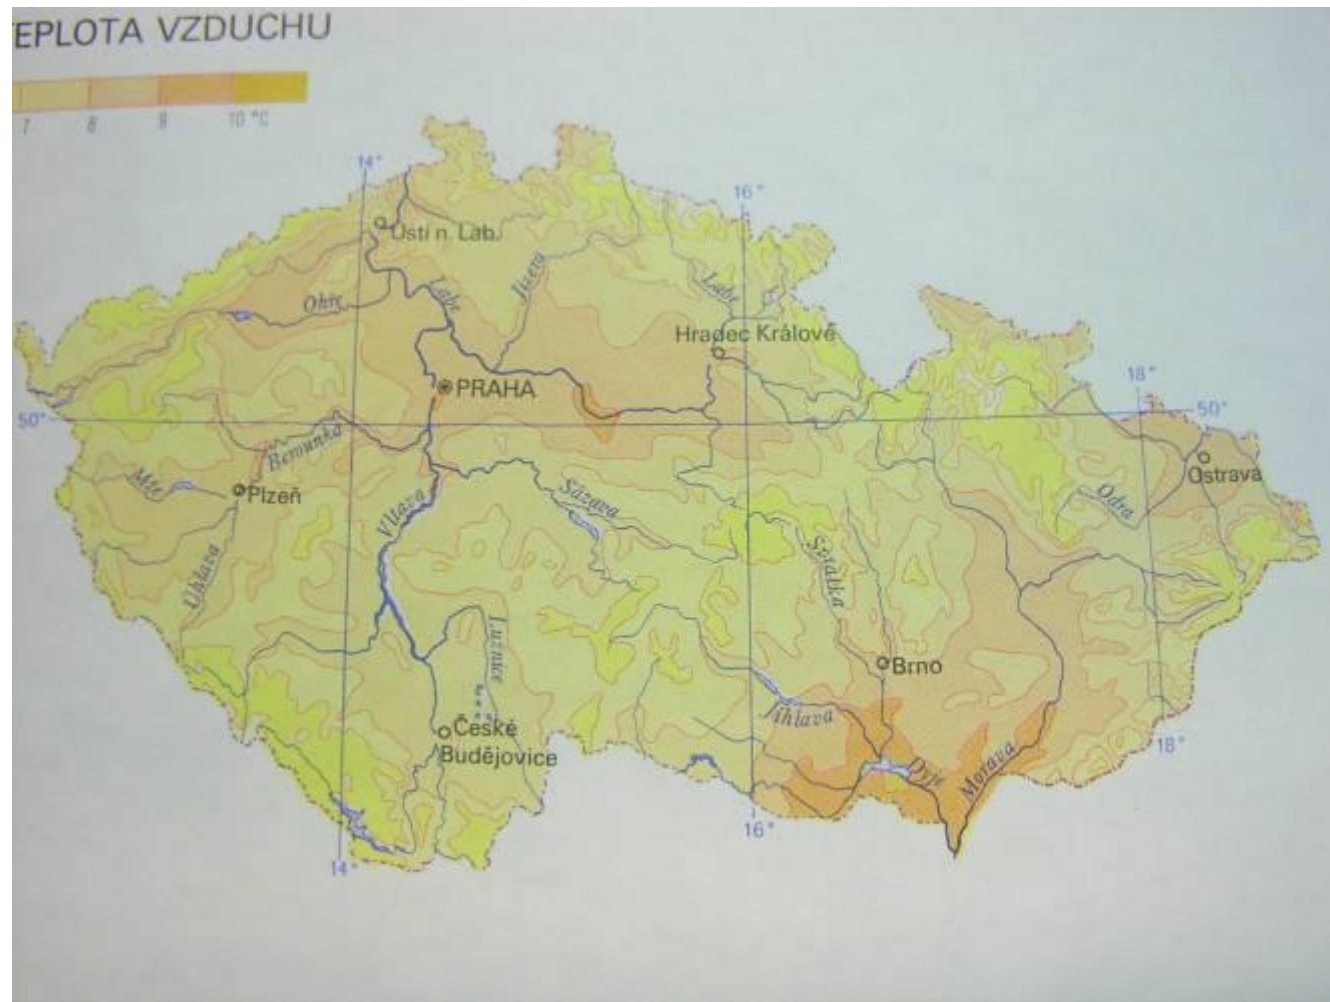 EPLOTA VZDUCHU
7 8 9 10 °C
14°
16°
Ústí n. Lab.
Jizera
Labe
Ohře
Labe
Hradec Králové
PRAHA
18°
50°
50°
Berounka
Ostrava
Mže
Plzeň
Sázava
Odra
Vltava
Svratka
Úhlava
Lužnice
Brno
Jihlava
České
Budějovice
Dyje
Morava
18°
16°
14°